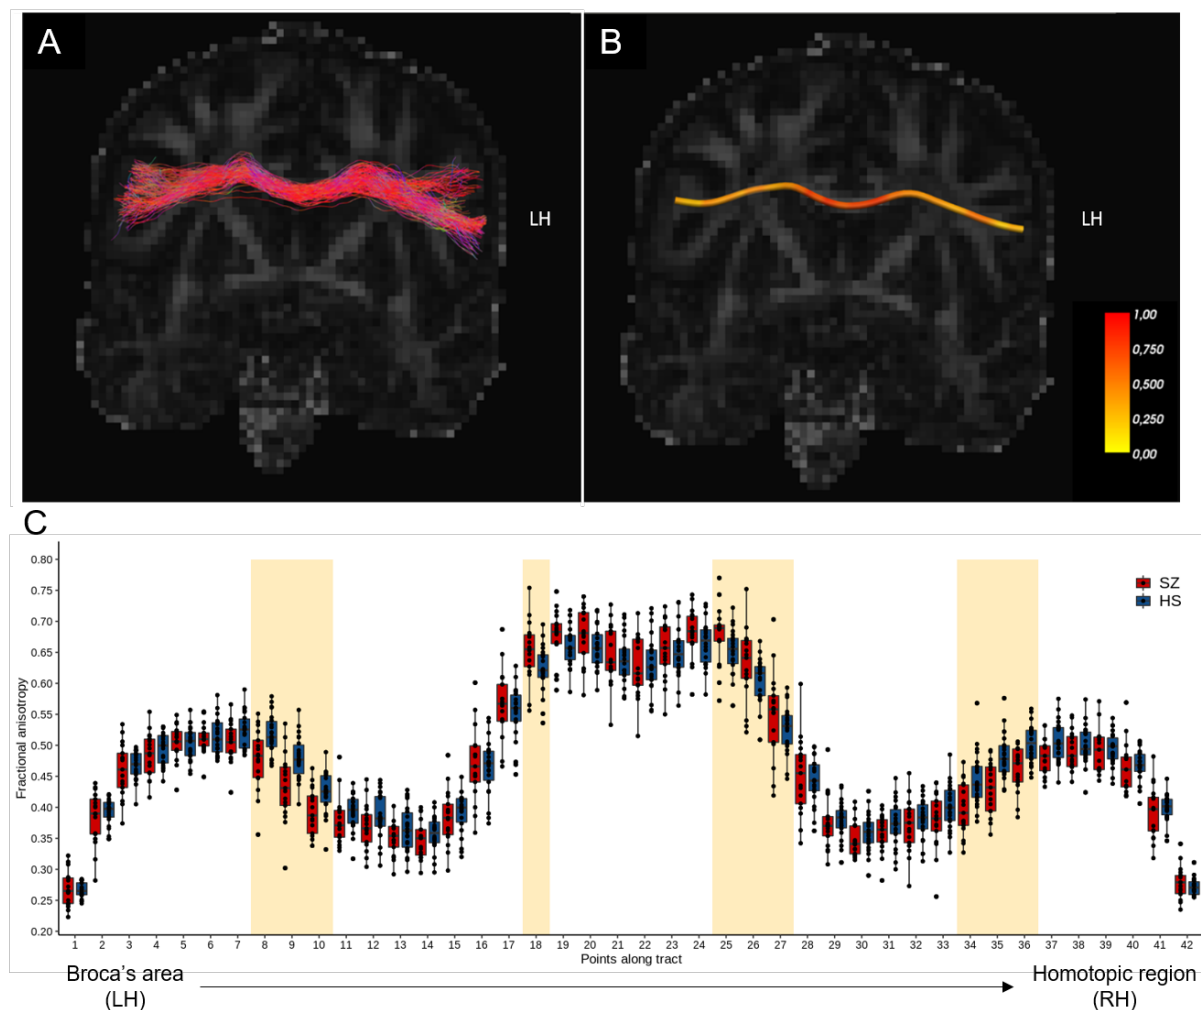 A
B
LH
LH
1,00
0,750
0,500
0,250
0,00
C
0.80
0.75
0.70
0.65
0.60
0.55
0.50
0.45
0.40
0.35
0.30
0.25
0.20
Fractional anisotropy
SZ
HS
1 2 3 4 5 6 7 8 9 10 11 12 13 14 15 16 17 18 19 20 21 22 23 24 25 26 27 28 29 30 31 32 33 34 35 36 37 38 39 40 41 42
Points along tract
Broca's area
(LH)
Homotopic region
(RH)